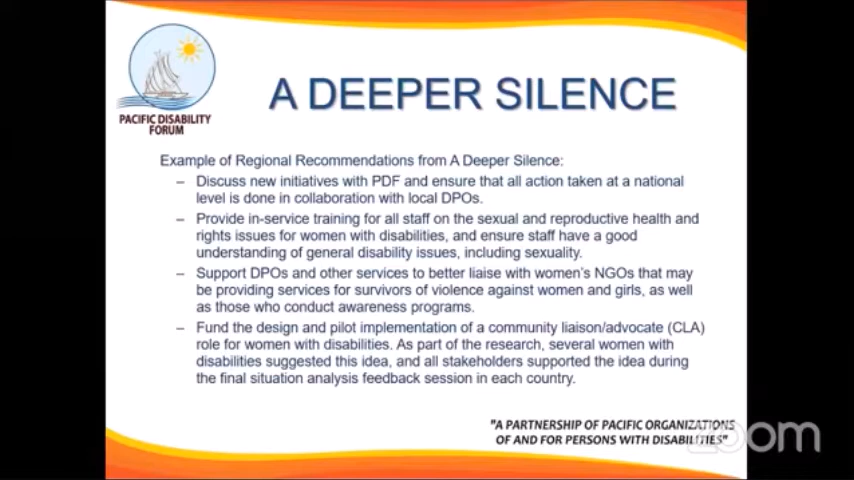 A DEEPER SILENCE
PACIFIC DISABILITY
FORUM
Example of Regional Recommendations from A Deeper Silence:
– Discuss new initiatives with PDF and ensure that all action taken at a national
level is done in collaboration with local DPOs.
– Provide in-service training for all staff on the sexual and reproductive health and
rights issues for women with disabilities, and ensure staff have a good
understanding of general disability issues, including sexuality.
– Support DPOs and other services to better liaise with women's NGOs that may
be providing services for survivors of violence against women and girls, as well
as those who conduct awareness programs.
– Fund the design and pilot implementation of a community liaison/advocate (CLA)
role for women with disabilities. As part of the research, several women with
disabilities suggested this idea, and all stakeholders supported the idea during
the final situation analysis feedback session in each country.
"A PARTNERSHIP OF PACIFIC ORGANIZATIONS
OF AND FOR PERSONS WITH DISABILITIES"
zoom